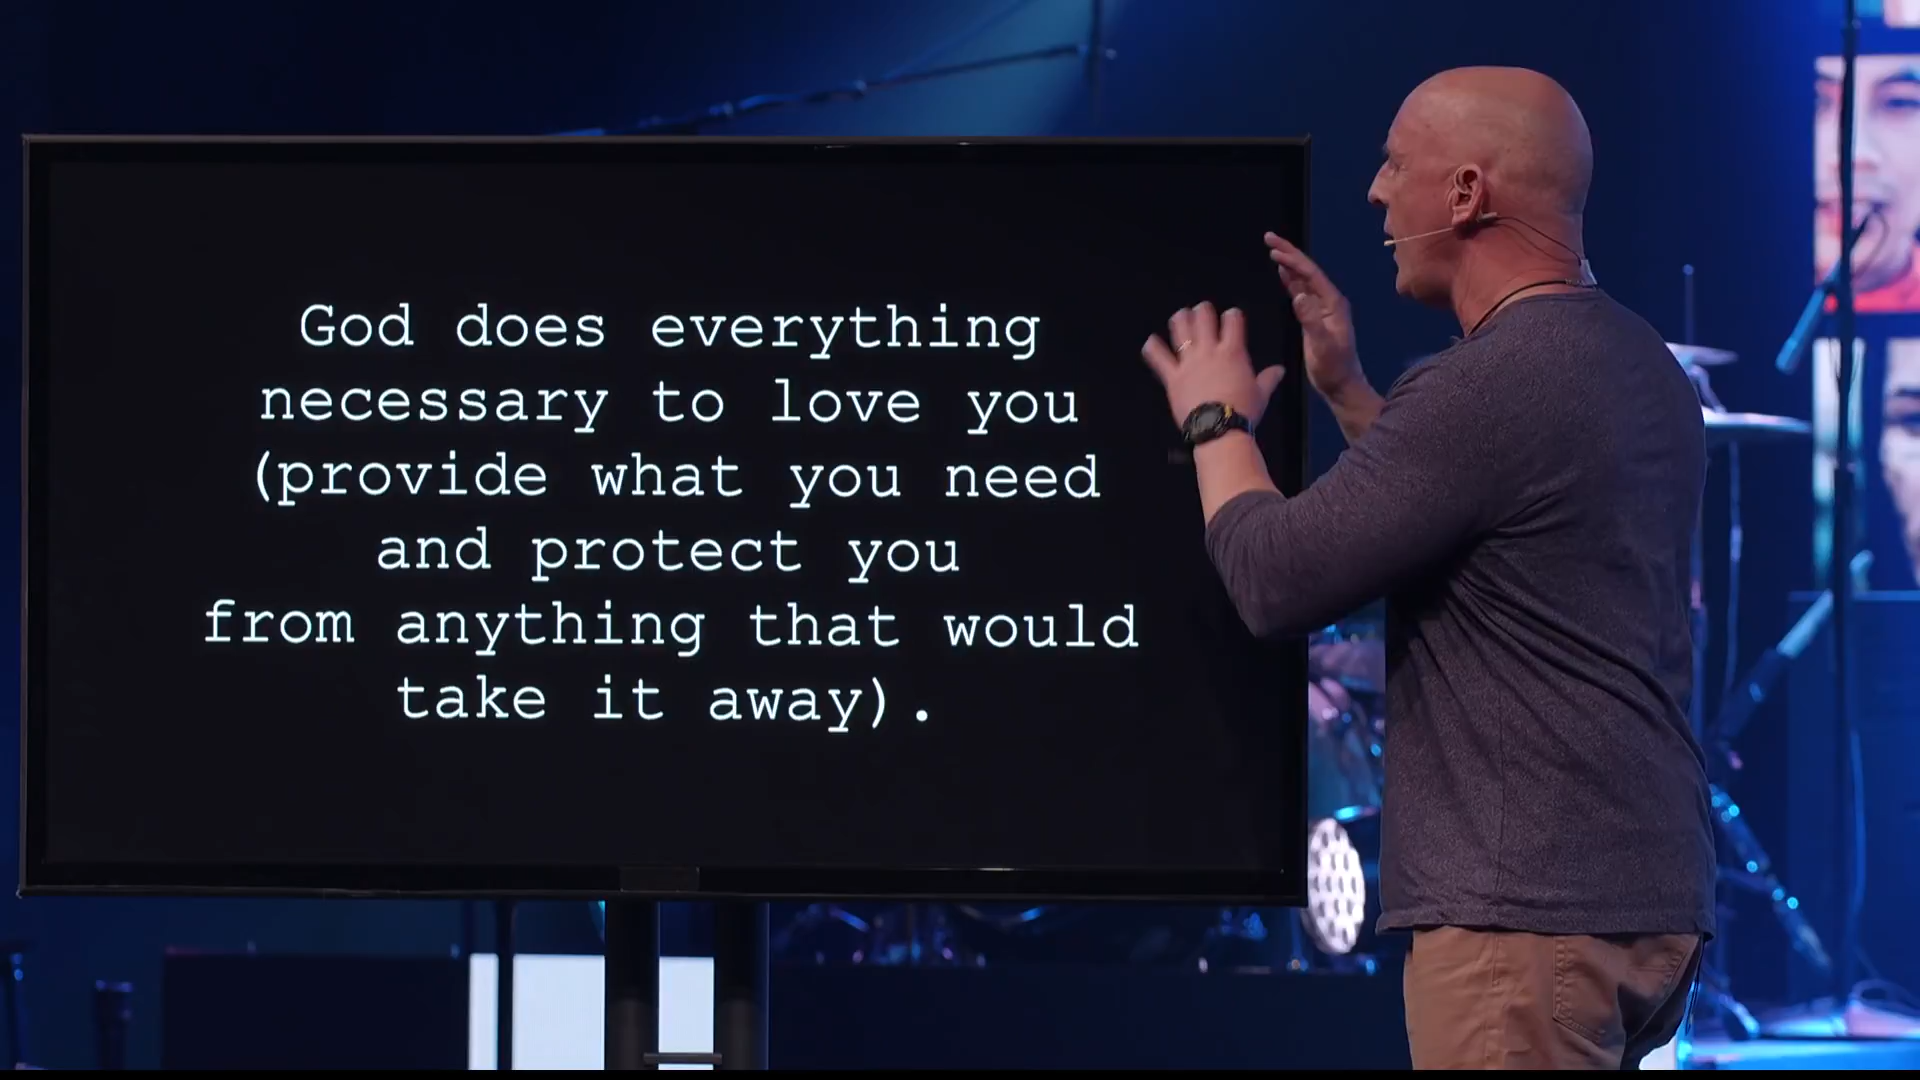 God does everything
necessary to love you
(provide what you need
and protect you
from anything that would
take it away).